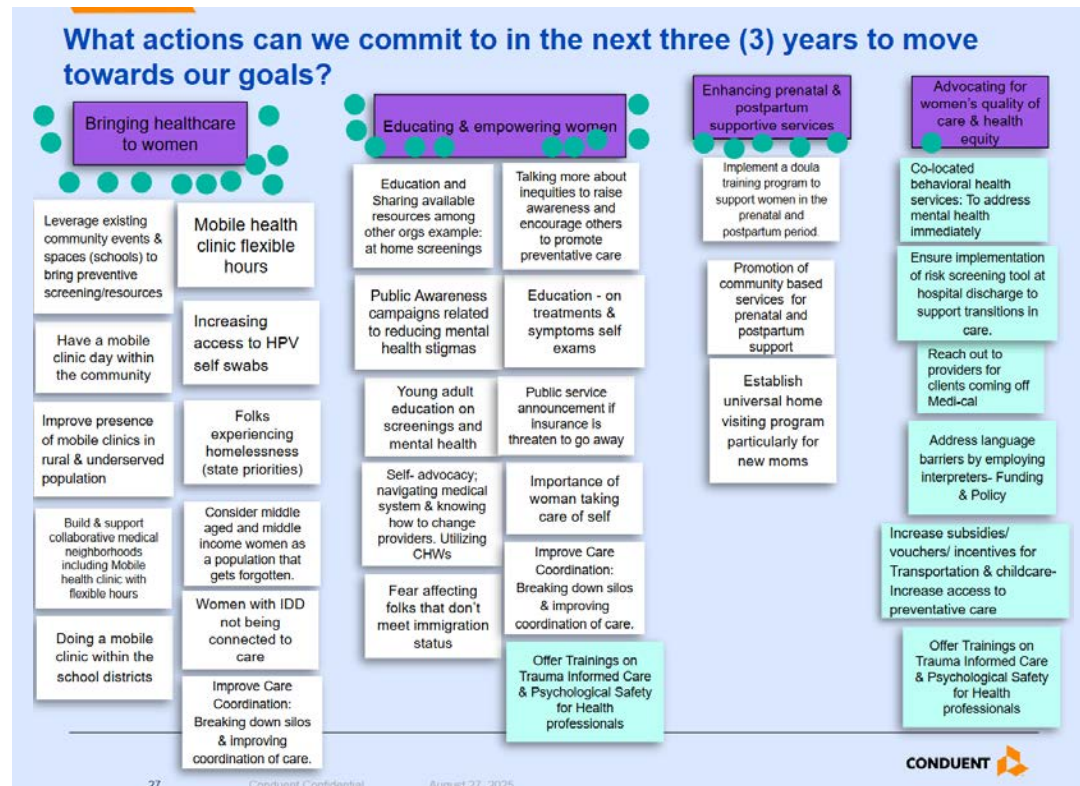 What actions can we commit to in the next three (3) years to move
towards our goals?
Bringing healthcare
to women
Leverage existing
community events &
spaces (schools) to
bring preventive
screening/resources
Have a mobile
clinic day within
the community
Improve presence
of mobile clinics in
rural & underserved
population
Build & support
collaborative medical
neighborhoods
including Mobile
health clinic with
flexible hours
Doing a mobile
clinic within the
school districts
Mobile health
clinic flexible
hours
Increasing
access to HPV
self swabs
Folks
experiencing
homelessness
(state priorities)
Consider middle
aged and middle
income women as
a population that
gets forgotten.
Women with IDD
not being
connected to
care
Improve Care
Coordination:
Breaking down silos
& improving
coordination of care.
Educating & empowering women
Education and
Sharing available
resources among
other orgs example:
at home screenings
Public Awareness
campaigns related
to reducing mental
health stigmas
Young adult
education on
screenings and
mental health
Self- advocacy;
navigating medical
system & knowing
how to change
providers. Utilizing
CHWs
Fear affecting
folks that don't
meet immigration
status
Talking more about
inequities to raise
awareness and
encourage others
to promote
preventative care
Education - on
treatments &
symptoms self
exams
Public service
announcement if
insurance is
threaten to go away
Importance of
woman taking
care of self
Improve Care
Coordination:
Breaking down silos
& improving
coordination of care.
Offer Trainings on
Trauma Informed Care
& Psychological Safety
for Health
professionals
Enhancing prenatal &
postpartum
supportive services
Implement a doula
training program to
support women in the
prenatal and
postpartum period.
Promotion of
community based
services for
prenatal and
postpartum
support
Establish
universal home
visiting program
particularly for
new moms
Advocating for
women's quality of
care & health
equity
Co-located
behavioral health
services: To address
mental health
immediately
Ensure implementation
of risk screening tool at
hospital discharge to
support transitions in
care.
Reach out to
providers for
clients coming off
Medi-cal
Address language
barriers by employing
interpreters- Funding
& Policy
Increase subsidies/
vouchers/ incentives for
Transportation & childcare-
Increase access to
preventative care
Offer Trainings on
Trauma Informed Care
& Psychological Safety
for Health
professionals
CONDUENT
27 Conduent Confidential August 27, 2025